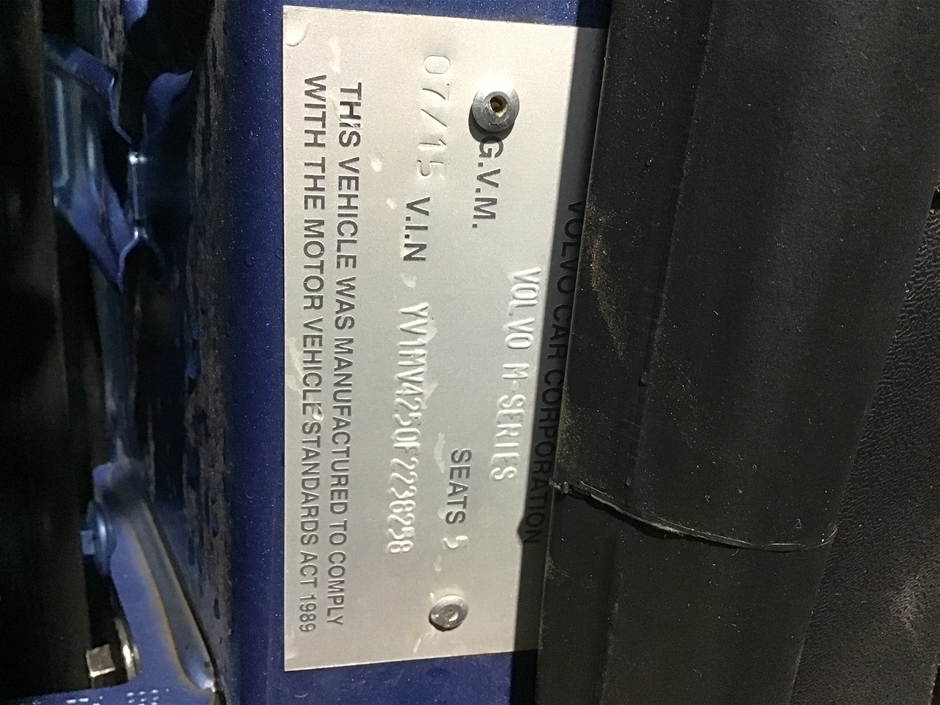 VOLVO CAR CORPORATION
VOLVO M-SERIES
G.V.M. SEATS 5
07/15 V.I.N YV1MV4250F2238258
THIS VEHICLE WAS MANUFACTURED TO COMPLY
WITH THE MOTOR VEHICLE STANDARDS ACT 1989